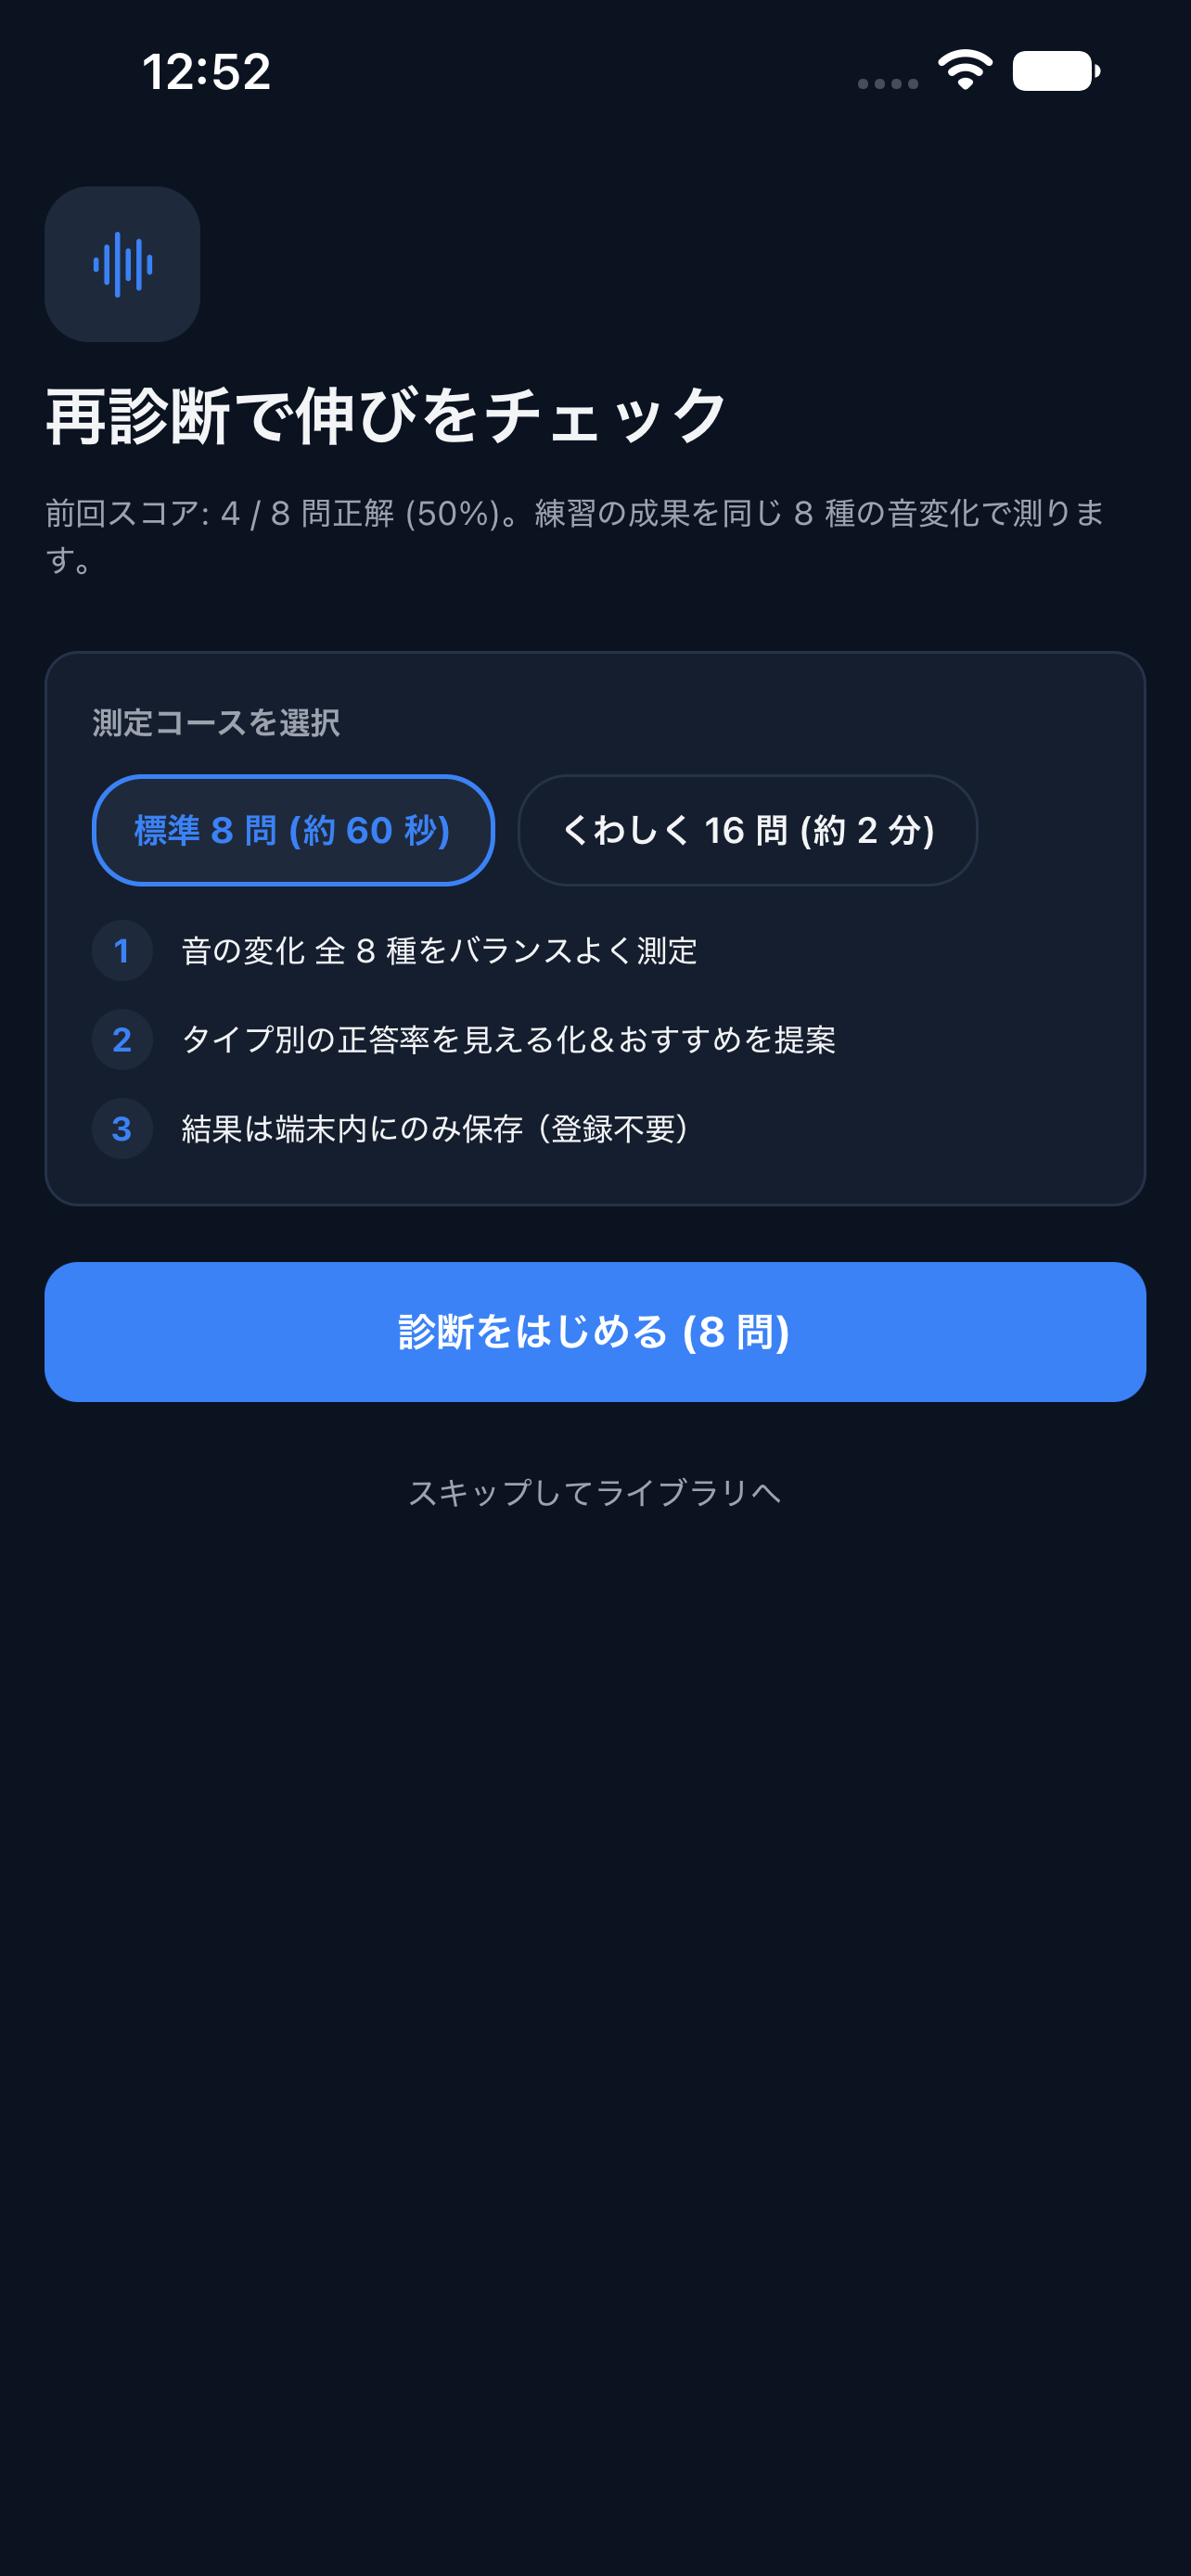 12:52
再診断で伸びをチェック
前回スコア: 4 / 8 問正解 (50%)。練習の成果を同じ 8 種の音変化で測りま
す。
測定コースを選択
標準 8 問 (約 60 秒)
くわしく 16 問 (約 2 分)
1 音の変化 全 8 種をバランスよく測定
2 タイプ別の正答率を見える化&おすすめを提案
3 結果は端末内にのみ保存（登録不要）
診断をはじめる (8 問)
スキップしてライブラリへ